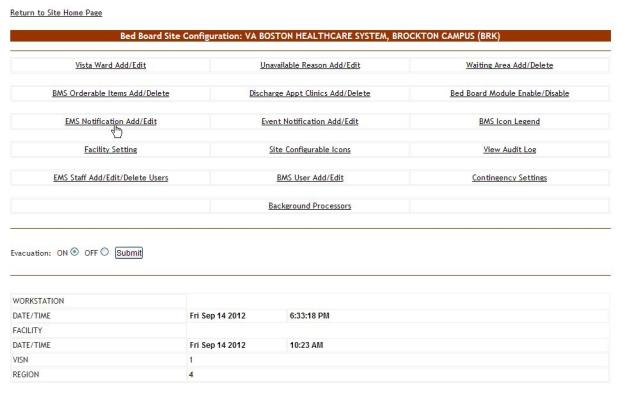 Return to Site Home Page
Bed Board Site Configuration: VA BOSTON HEALTHCARE SYSTEM, BROCKTON CAMPUS (BRK)
Vista Ward Add/Edit Unavailable Reason Add/Edit Waiting Area Add/Delete
BMS Orderable Items Add/Delete Discharge Appt Clinics Add/Delete Bed Board Module Enable/Disable
EMS Notification Add/Edit Event Notification Add/Edit BMS Icon Legend
Facility Setting Site Configurable Icons View Audit Log
EMS Staff Add/Edit/Delete Users BMS User Add/Edit Contingency Settings
Background Processors
Evacuation: ON OFF Submit
WORKSTATION
DATE/TIME Fri Sep 14 2012 6:33:18 PM
FACILITY
DATE/TIME Fri Sep 14 2012 10:23 AM
VISN 1
REGION 4